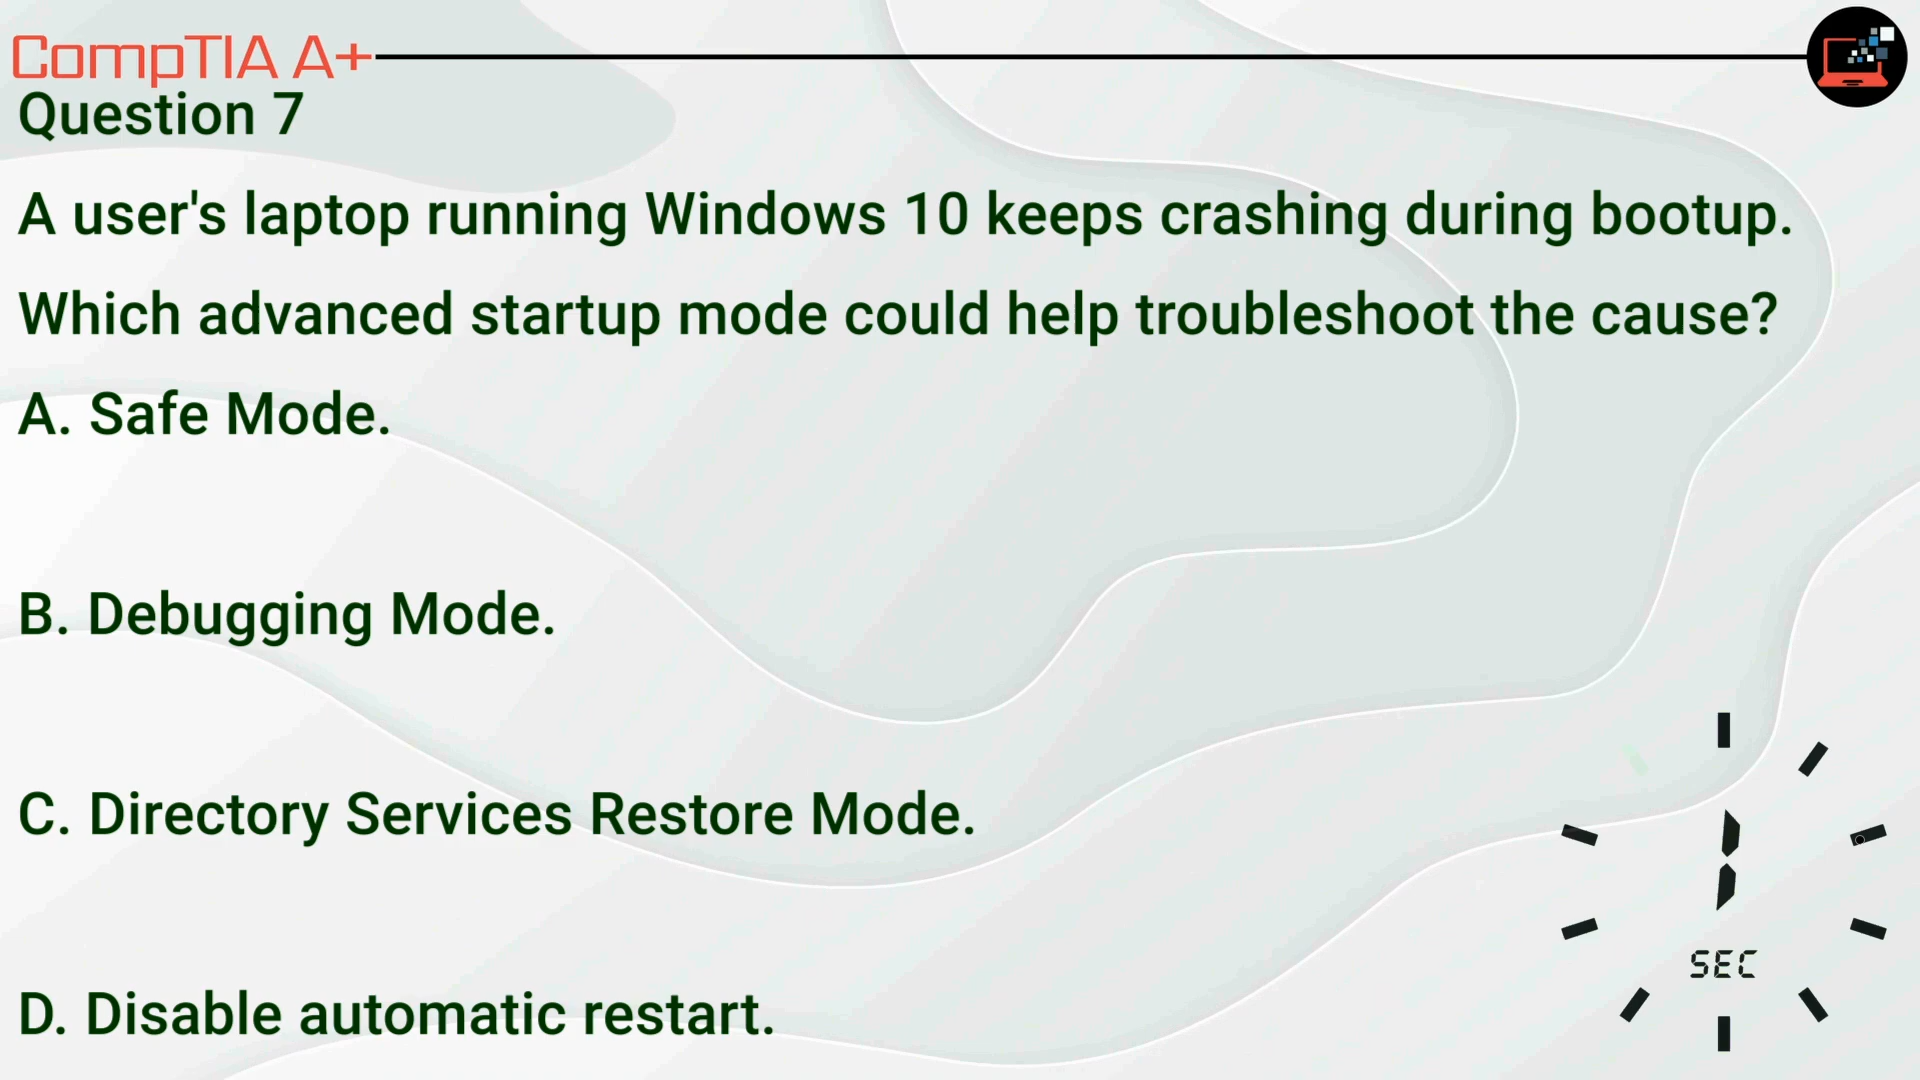 CompTIA A+
Question 7
A user's laptop running Windows 10 keeps crashing during bootup.
Which advanced startup mode could help troubleshoot the cause?
A. Safe Mode.
B. Debugging Mode.
C. Directory Services Restore Mode.
D. Disable automatic restart.
1
SEC